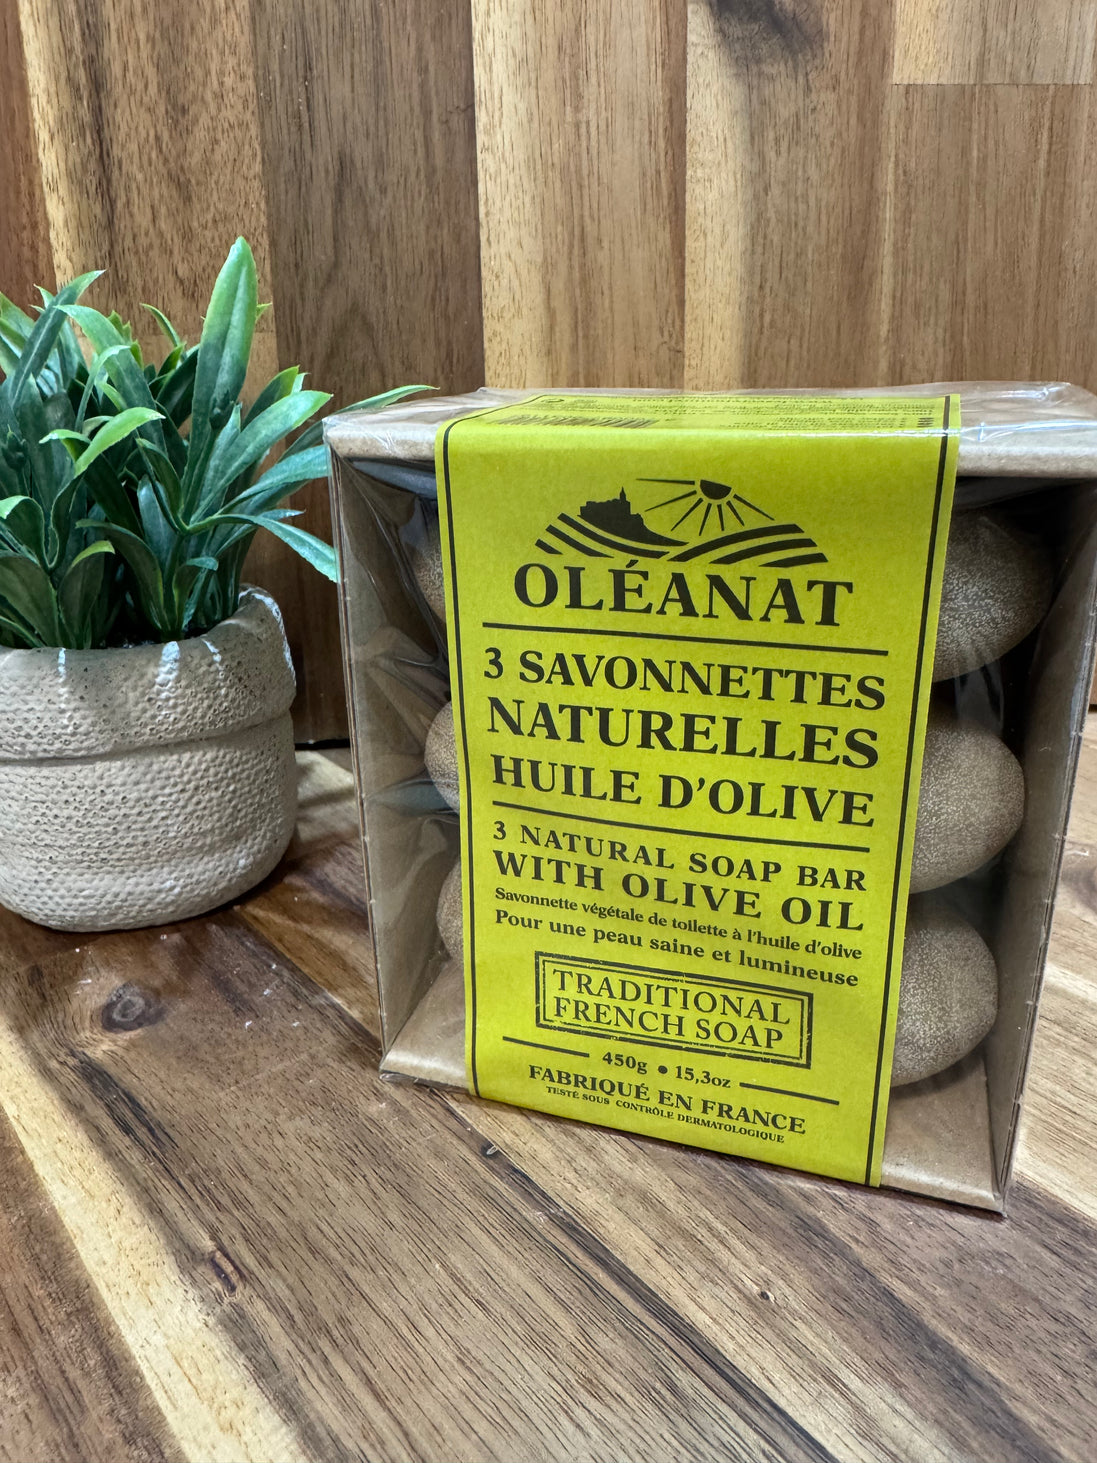 OLÉANAT
3 SAVONNETTES
NATURELLES
HUILE D'OLIVE
3 NATURAL SOAP BAR
WITH OLIVE OIL
Savonnette végétale de toilette à l'huile d'olive
Pour une peau saine et lumineuse
TRADITIONAL
FRENCH SOAP
450g • 15,3oz
FABRIQUÉ EN FRANCE
TESTÉ SOUS CONTRÔLE DERMATOLOGIQUE